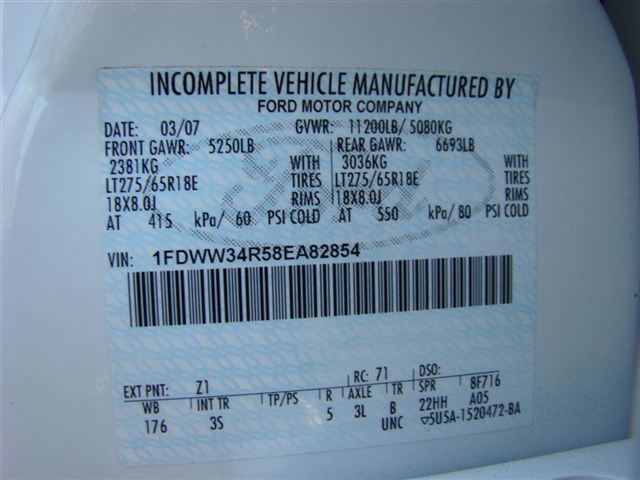 INCOMPLETE VEHICLE MANUFACTURED BY
FORD MOTOR COMPANY
DATE: 03/07 GVWR: 11200LB/ 5080KG
FRONT GAWR: 5250LB REAR GAWR: 6693LB
2381KG WITH 3036KG WITH
LT275/65R18E TIRES LT275/65R18E TIRES
18X8.0J RIMS 18X8.0J RIMS
AT 415 kPa/ 60 PSI COLD AT 550 kPa/ 80 PSI COLD
VIN: 1FDWW34R58EA82854
EXT PNT: Z1 RC: 71 DSO:
WB INT TR TP/PS R AXLE TR SPR 8F716
176 3S 5 3L B 22HH A05
UNC ▽5U5A-1520472-BA